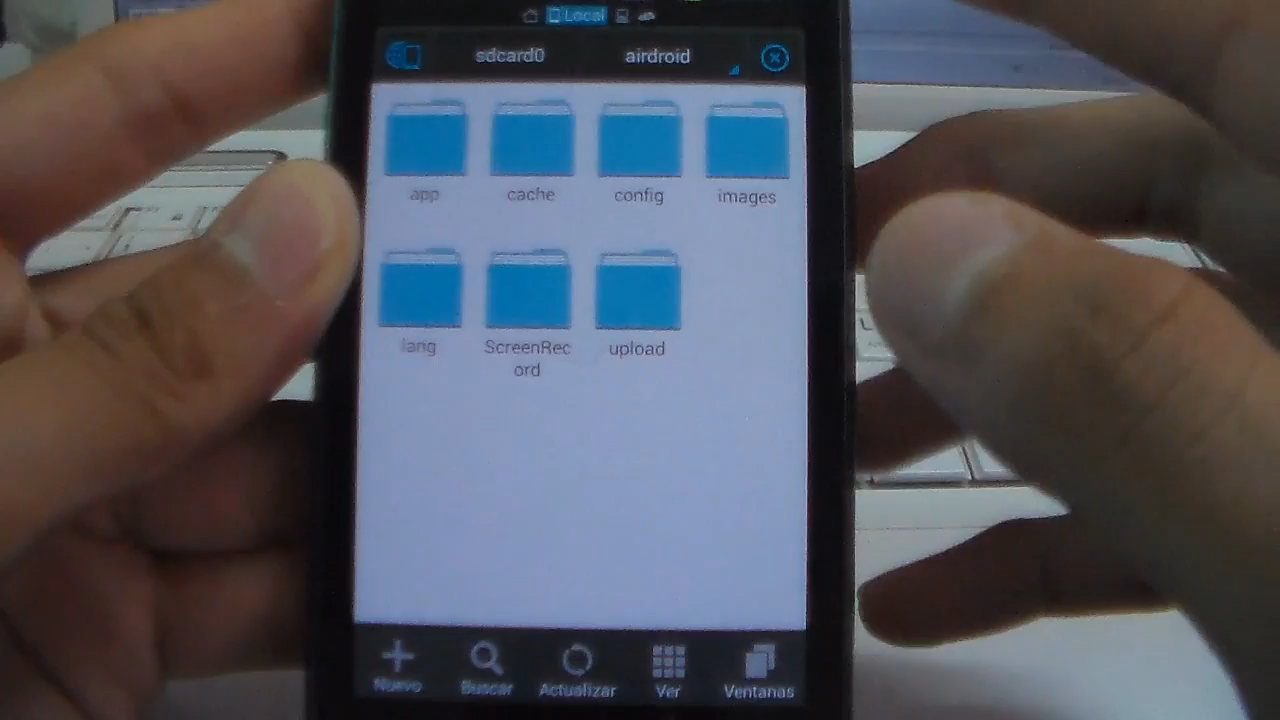 Local
sdcard0 airdroid
app cache config images
lang ScreenRec upload
ord
Nuevo Buscar Actualizar Ver Ventanas